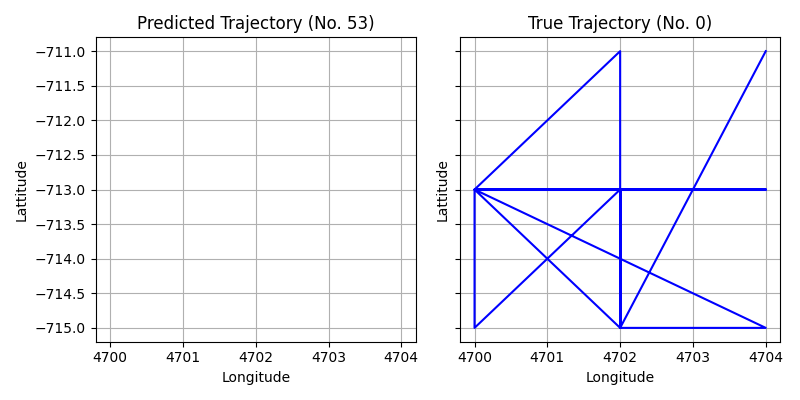 Predicted Trajectory (No. 53)
True Trajectory (No. 0)
−711.0
−711.5
−712.0
−712.5
−713.0
−713.5
−714.0
−714.5
−715.0
Lattitude
Lattitude
4700 4701 4702 4703 4704
4700 4701 4702 4703 4704
Longitude
Longitude